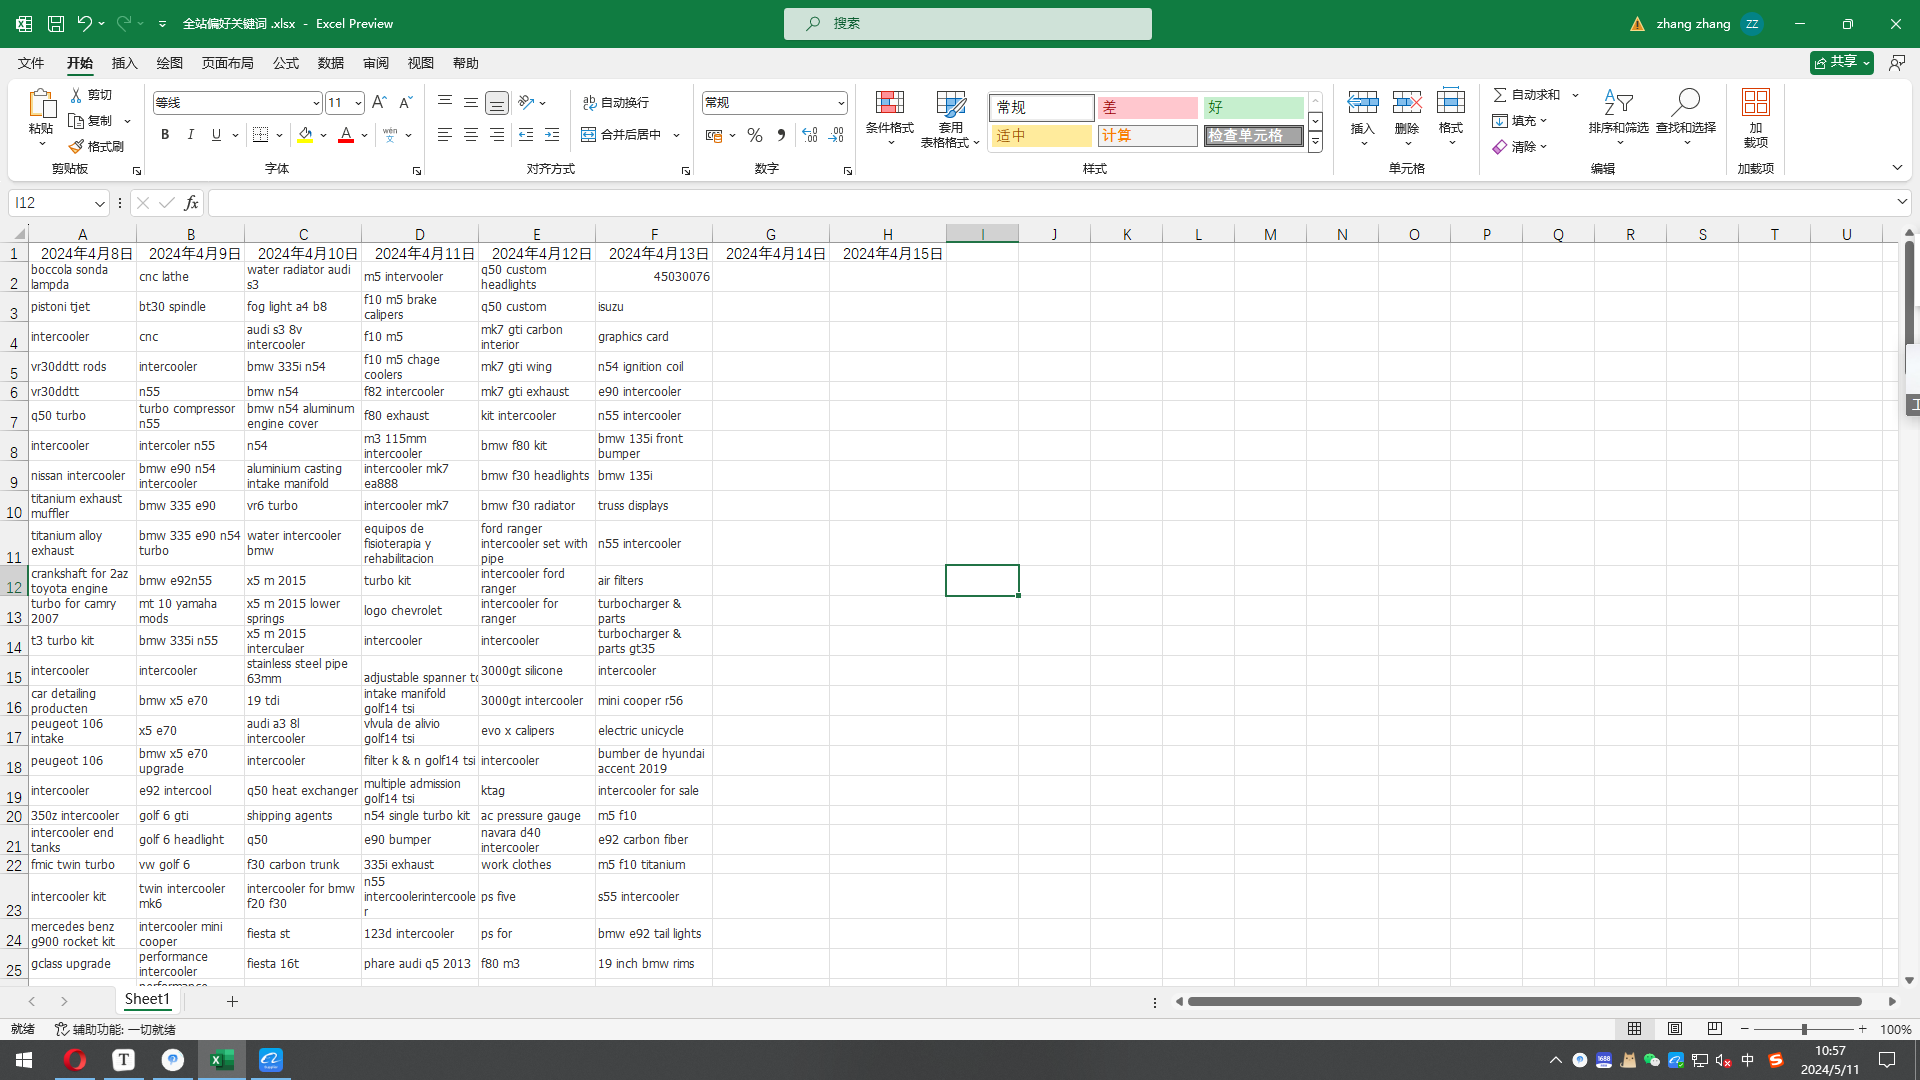 全站偏好关键词 .xlsx - Excel Preview
搜索
zhang zhang ZZ
文件 开始 插入 绘图 页面布局 公式 数据 审阅 视图 帮助 共享
粘贴 剪切 复制 格式刷 剪贴板
等线 11 B I U A wén 文 字体
自动换行 合并后居中 对齐方式
常规 % 数字
条件格式 套用 表格格式 常规 差 好 适中 计算 检查单元格 样式
插入 删除 格式 单元格
自动求和 填充 清除 排序和筛选 查找和选择 编辑
加 载项 加载项
I12 fx
A B C D E F G H I J K L M N O P Q R S T U
1 2024年4月8日 2024年4月9日 2024年4月10日 2024年4月11日 2024年4月12日 2024年4月13日 2024年4月14日 2024年4月15日
2 boccola sonda lampda cnc lathe water radiator audi s3 m5 intervooler q50 custom headlights 45030076
3 pistoni tjet bt30 spindle fog light a4 b8 f10 m5 brake calipers q50 custom isuzu
4 intercooler cnc audi s3 8v intercooler f10 m5 mk7 gti carbon interior graphics card
5 vr30ddtt rods intercooler bmw 335i n54 f10 m5 chage coolers mk7 gti wing n54 ignition coil
6 vr30ddtt n55 bmw n54 f82 intercooler mk7 gti exhaust e90 intercooler
7 q50 turbo turbo compressor n55 bmw n54 aluminum engine cover f80 exhaust kit intercooler n55 intercooler
8 intercooler intercoler n55 n54 m3 115mm intercooler bmw f80 kit bmw 135i front bumper
9 nissan intercooler bmw e90 n54 intercooler aluminium casting intake manifold intercooler mk7 ea888 bmw f30 headlights bmw 135i
10 titanium exhaust muffler bmw 335 e90 vr6 turbo intercooler mk7 bmw f30 radiator truss displays
11 titanium alloy exhaust bmw 335 e90 n54 turbo water intercooler bmw equipos de fisioterapia y rehabilitacion ford ranger intercooler set with pipe n55 intercooler
12 crankshaft for 2az toyota engine bmw e92n55 x5 m 2015 turbo kit intercooler ford ranger air filters
13 turbo for camry 2007 mt 10 yamaha mods x5 m 2015 lower springs logo chevrolet intercooler for ranger turbocharger & parts
14 t3 turbo kit bmw 335i n55 x5 m 2015 interculaer intercooler intercooler turbocharger & parts gt35
15 intercooler intercooler stainless steel pipe 63mm adjustable spanner to 3000gt silicone intercooler
16 car detailing producten bmw x5 e70 19 tdi intake manifold golf14 tsi 3000gt intercooler mini cooper r56
17 peugeot 106 intake x5 e70 audi a3 8l intercooler vlvula de alivio golf14 tsi evo x calipers electric unicycle
18 peugeot 106 bmw x5 e70 upgrade intercooler filter k & n golf14 tsi intercooler bumber de hyundai accent 2019
19 intercooler e92 intercool q50 heat exchanger multiple admission golf14 tsi ktag intercooler for sale
20 350z intercooler golf 6 gti shipping agents n54 single turbo kit ac pressure gauge m5 f10
21 intercooler end tanks golf 6 headlight q50 e90 bumper navara d40 intercooler e92 carbon fiber
22 fmic twin turbo vw golf 6 f30 carbon trunk 335i exhaust work clothes m5 f10 titanium
23 intercooler kit twin intercooler mk6 intercooler for bmw f20 f30 n55 intercoolerintercooler ps five s55 intercooler
24 mercedes benz g900 rocket kit intercooler mini cooper fiesta st 123d intercooler ps for bmw e92 tail lights
25 gclass upgrade performance intercooler fiesta 16t phare audi q5 2013 f80 m3 19 inch bmw rims
Sheet1
就绪 辅助功能: 一切就绪 100%
中 10:57
2024/5/11